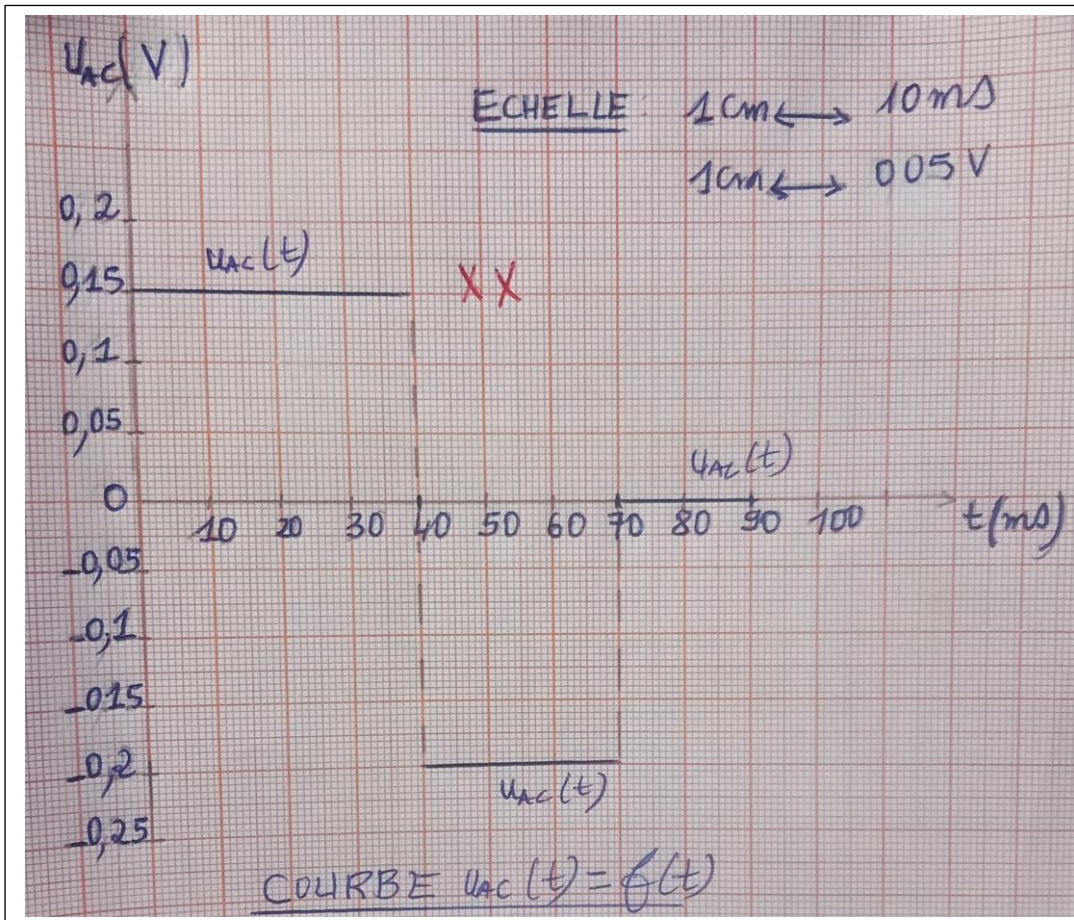 UAC(V)
ECHELLE : 1cm ↔ 10ms
1cm ↔ 005V
0,2
uAC(t)
0,15
XX
0,1
0,05
uAC(t)
0
10 20 30 40 50 60 70 80 90 100 t(ms)
-0,05
-0,1
-015
-0,2
uAC(t)
-0,25
COURBE uAC(t)=f(t)